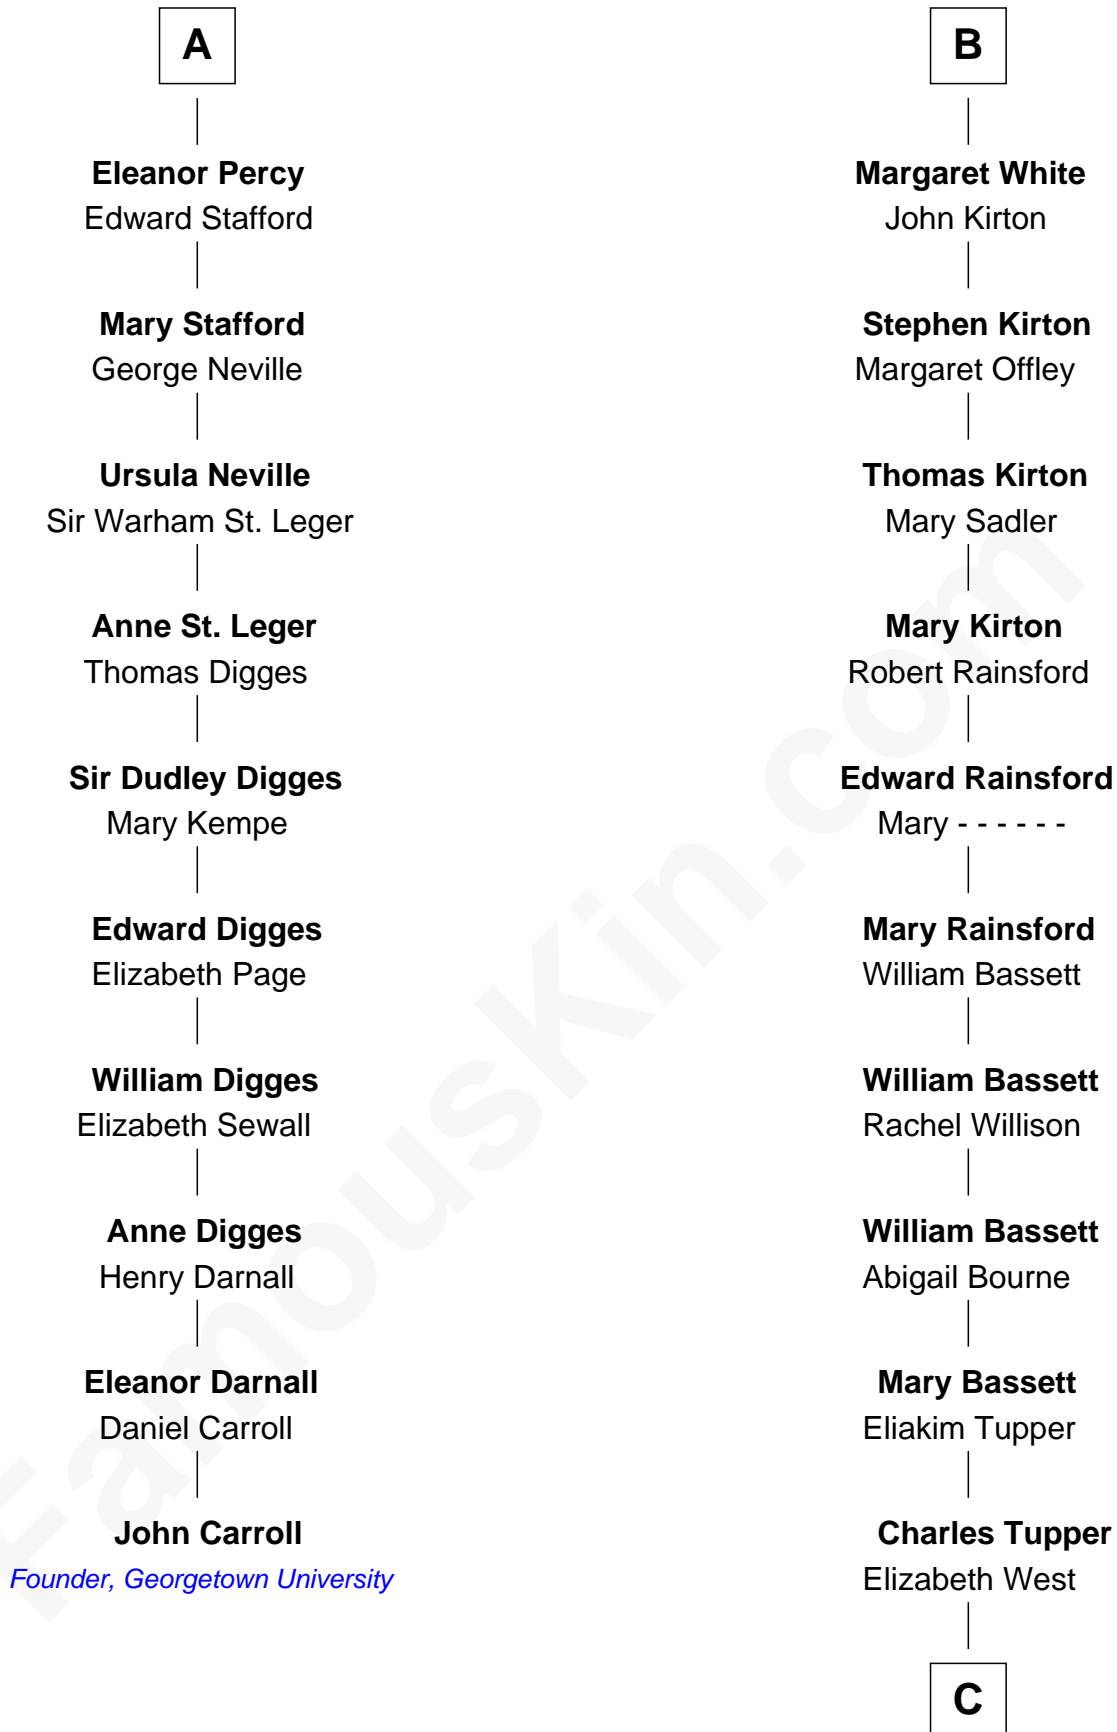 A
Eleanor Percy
Edward Stafford
Mary Stafford
George Neville
Ursula Neville
Sir Warham St. Leger
Anne St. Leger
Thomas Digges
Sir Dudley Digges
Mary Kempe
Edward Digges
Elizabeth Page
William Digges
Elizabeth Sewall
Anne Digges
Henry Darnall
Eleanor Darnall
Daniel Carroll
John Carroll
Founder, Georgetown University
B
Margaret White
John Kirton
Stephen Kirton
Margaret Offley
Thomas Kirton
Mary Sadler
Mary Kirton
Robert Rainsford
Edward Rainsford
Mary - - - - - -
Mary Rainsford
William Bassett
William Bassett
Rachel Willison
William Bassett
Abigail Bourne
Mary Bassett
Eliakim Tupper
Charles Tupper
Elizabeth West
C
FamousKin.com